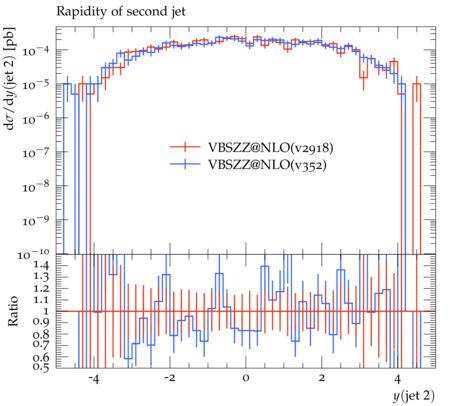 Rapidity of second jet
dσ/dy(jet 2) [pb]
10−4
10−5
10−6
10−7
10−8
10−9
10−10
VBSZZ@NLO(v2918)
VBSZZ@NLO(v352)
Ratio
1.4
1.3
1.2
1.1
1
0.9
0.8
0.7
0.6
0.5
-4 -2 0 2 4
y(jet 2)